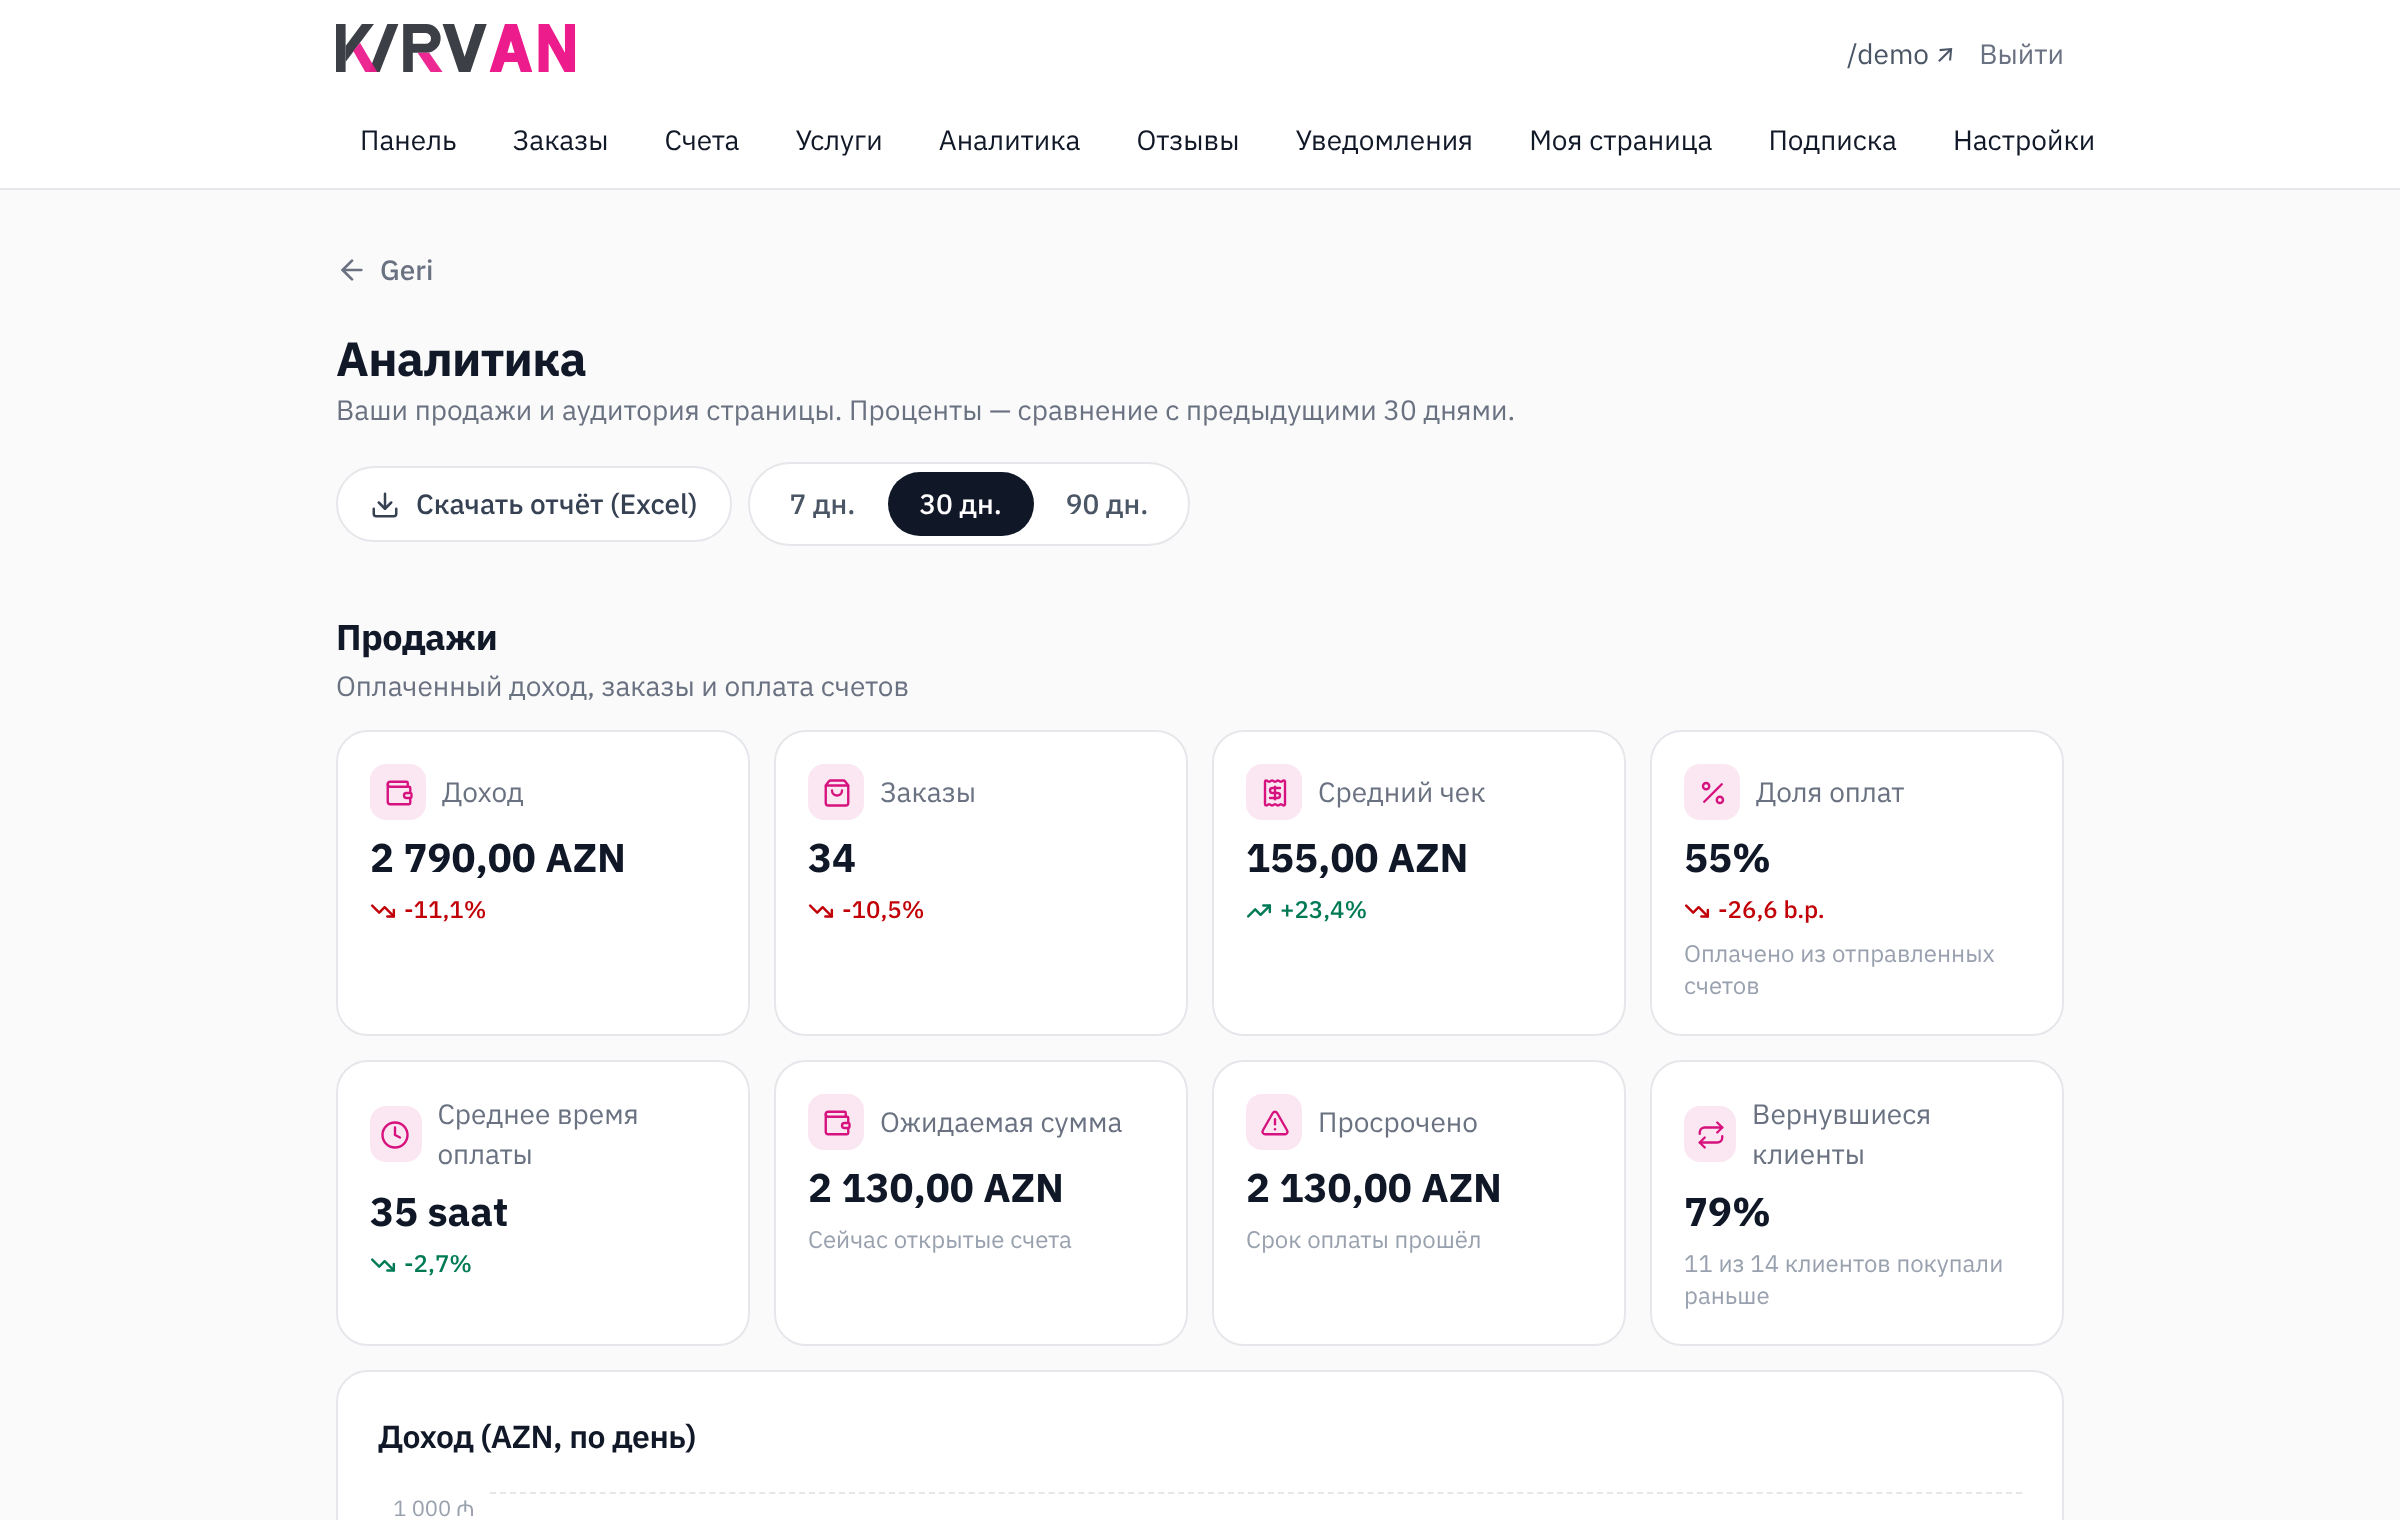 KIRVAN
/demo ↗ Выйти
Панель Заказы Счета Услуги Аналитика Отзывы Уведомления Моя страница Подписка Настройки
← Geri
Аналитика
Ваши продажи и аудитория страницы. Проценты — сравнение с предыдущими 30 днями.
Скачать отчёт (Excel) 7 дн. 30 дн. 90 дн.
Продажи
Оплаченный доход, заказы и оплата счетов
Доход
2 790,00 AZN
-11,1%
Заказы
34
-10,5%
Средний чек
155,00 AZN
+23,4%
Доля оплат
55%
-26,6 b.p.
Оплачено из отправленных
счетов
Среднее время
оплаты
35 saat
-2,7%
Ожидаемая сумма
2 130,00 AZN
Сейчас открытые счета
Просрочено
2 130,00 AZN
Срок оплаты прошёл
Вернувшиеся
клиенты
79%
11 из 14 клиентов покупали
раньше
Доход (AZN, по день)
1 000 ₼